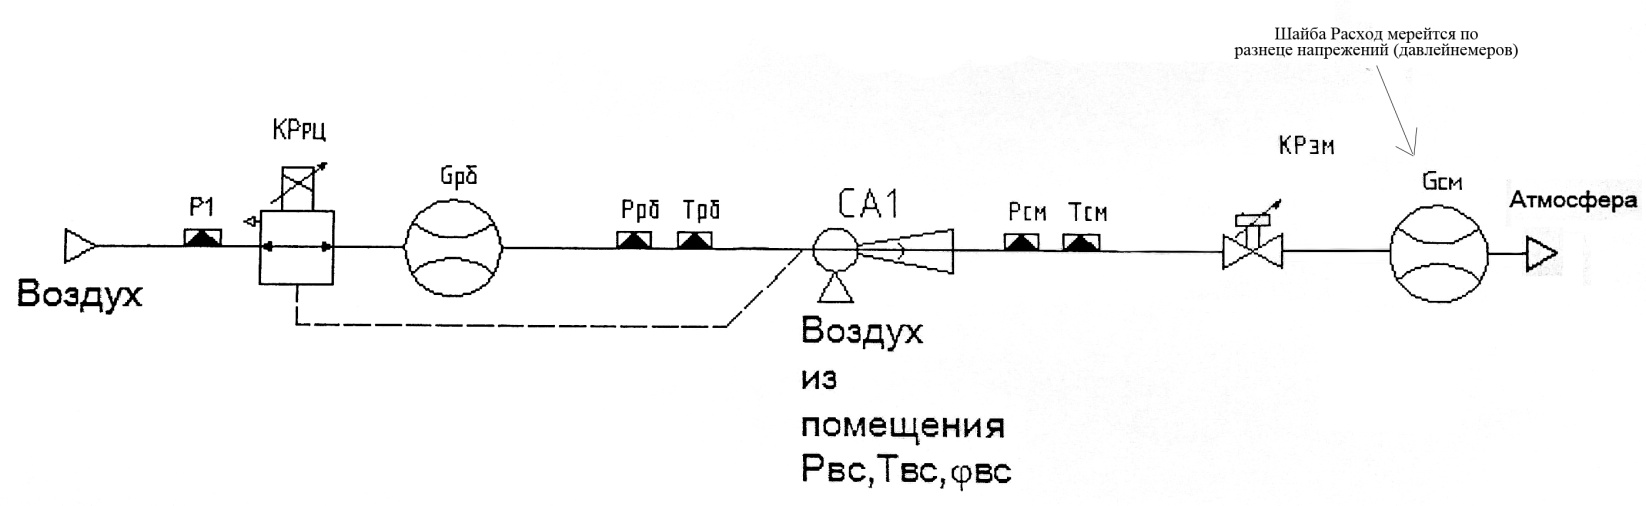 Шайба Расход мерейтся по
разнеце напрежений (давлейнемеров)
КРрц
Gрб
P1
Ррб
Трб
СА1
Рсм
Тсм
КРэм
Gсм
Атмосфера
Воздух
Воздух
из
помещения
Рвс,Твс,φвс